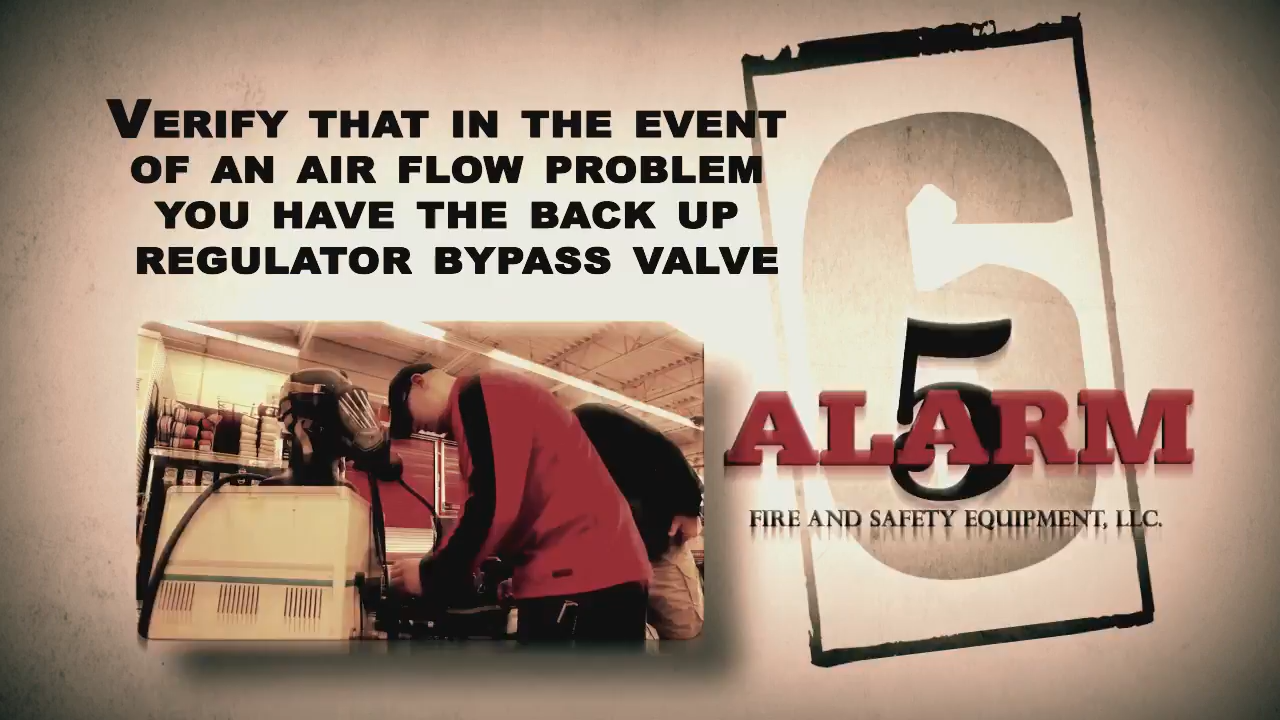 VERIFY THAT IN THE EVENT
OF AN AIR FLOW PROBLEM
YOU HAVE THE BACK UP
REGULATOR BYPASS VALVE
6
5
ALARM
FIRE AND SAFETY EQUIPMENT, LLC.